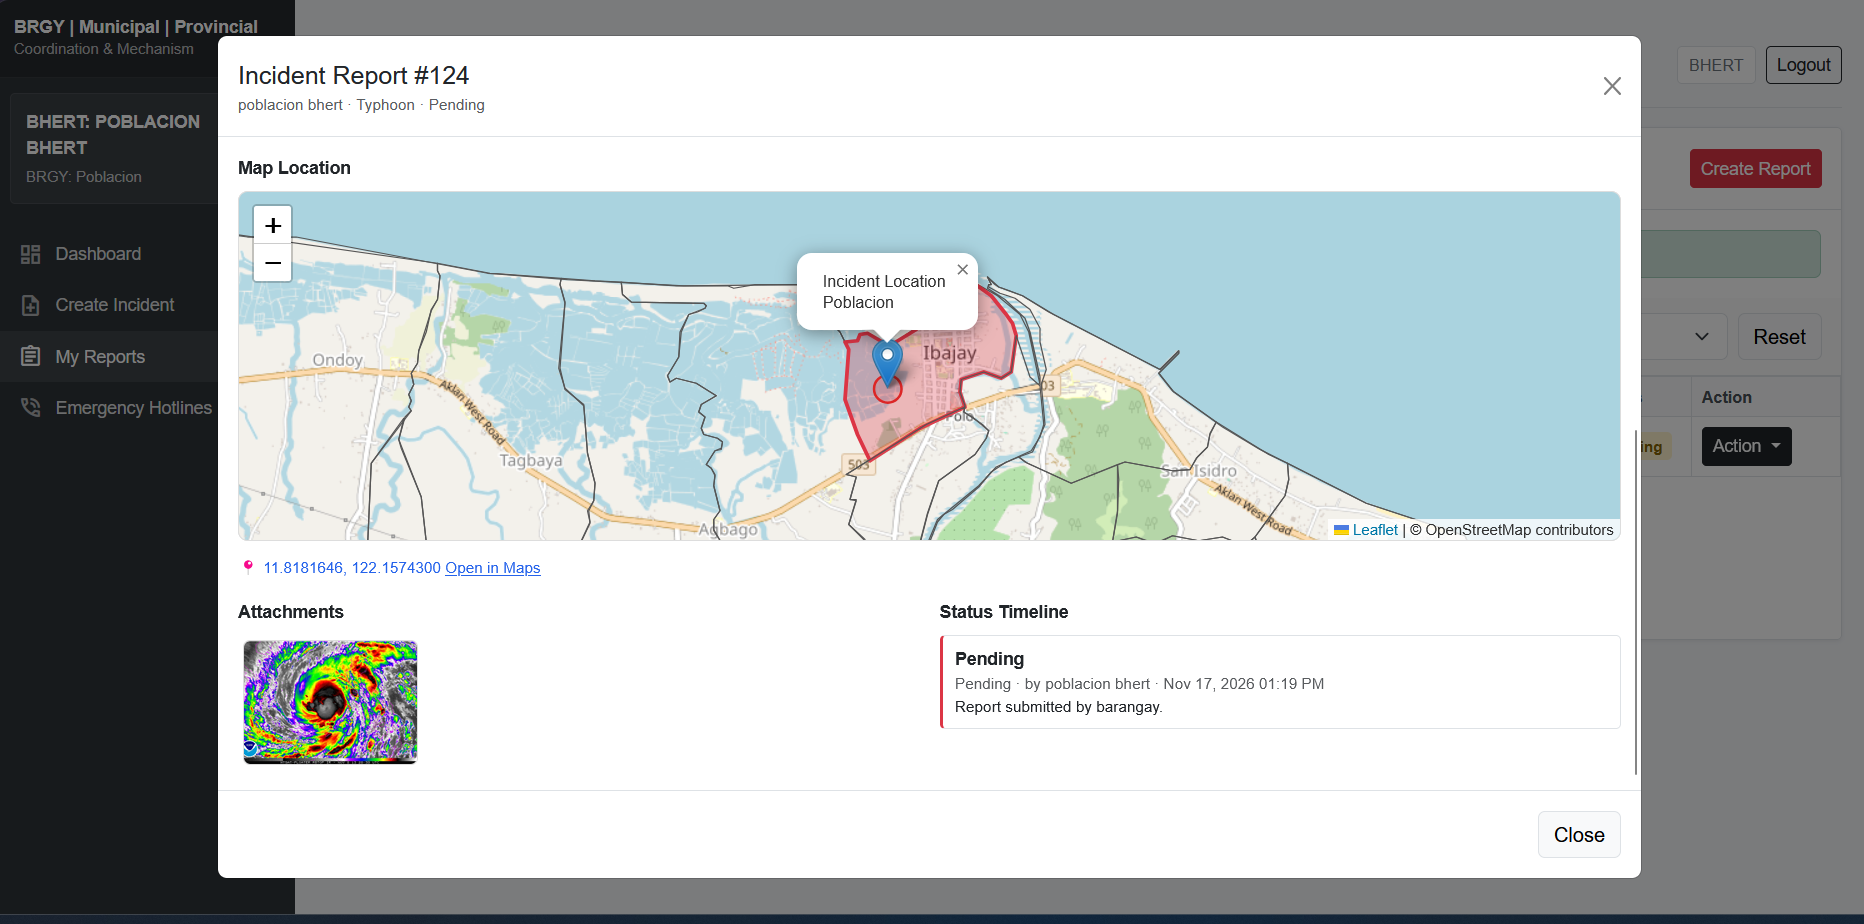 BRGY | Municipal | Provincial
Coordination & Mechanism
BHERT: POBLACION
BHERT
BRGY: Poblacion
Dashboard
Create Incident
My Reports
Emergency Hotlines
BHERT
Logout
Create Report
Reset
Action
ing
Action
Incident Report #124
poblacion bhert · Typhoon · Pending
Map Location
+
−
Incident Location
Poblacion
×
Ondoy
Aklan West Road
Tagbaya
Agbago
Ibajay
Polo
503
03
San Isidro
Aklan West Road
Leaflet | © OpenStreetMap contributors
11.8181646, 122.1574300 Open in Maps
Attachments
Status Timeline
Pending
Pending · by poblacion bhert · Nov 17, 2026 01:19 PM
Report submitted by barangay.
Close